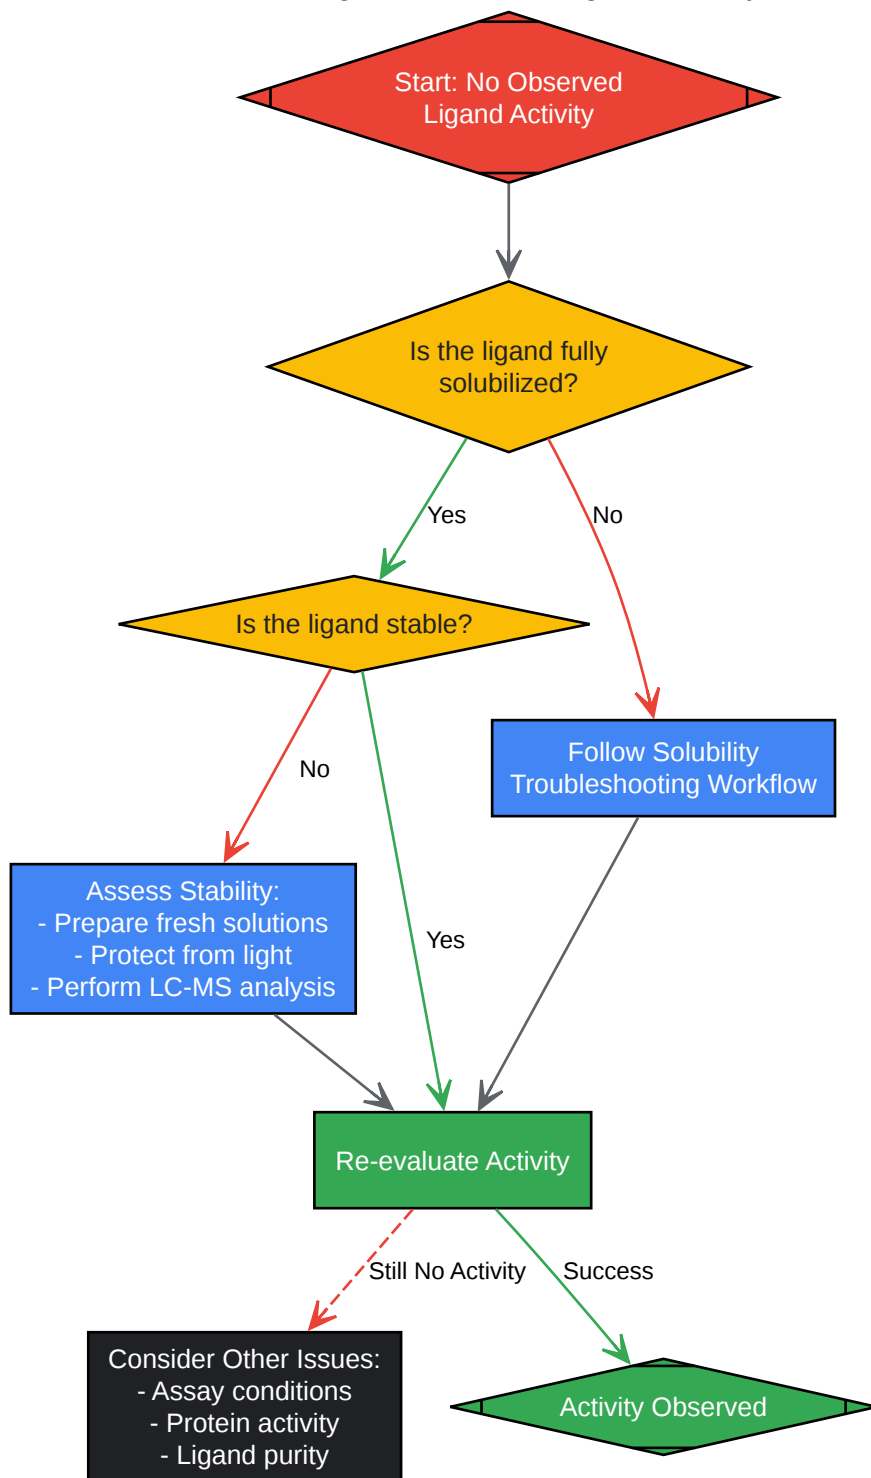 Start: No Observed
Ligand Activity
Is the ligand fully
solubilized?
Yes
No
Is the ligand stable?
No
Follow Solubility
Troubleshooting Workflow
Assess Stability:
- Prepare fresh solutions
- Protect from light
- Perform LC-MS analysis
Yes
Re-evaluate Activity
Still No Activity
Success
Consider Other Issues:
- Assay conditions
- Protein activity
- Ligand purity
Activity Observed